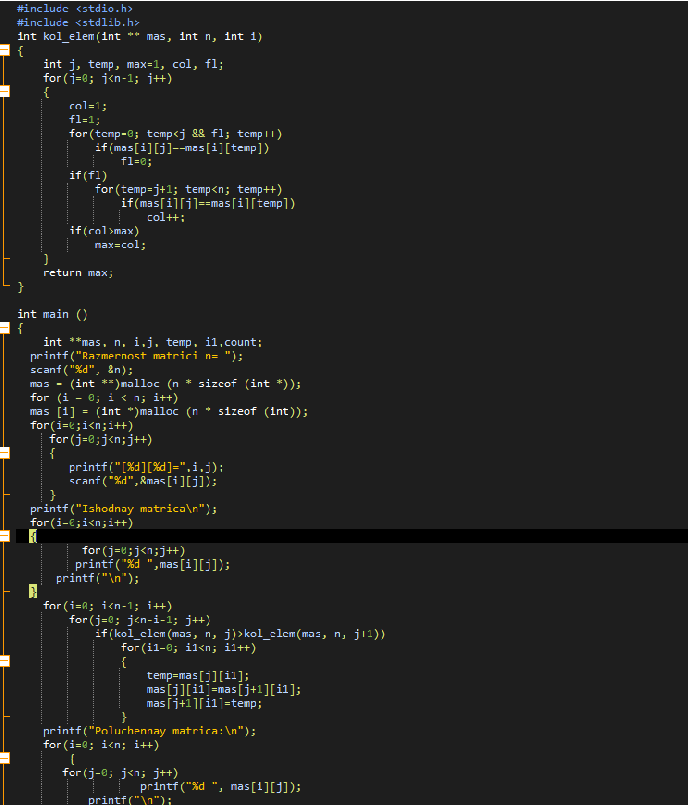 #include <stdio.h>
#include <stdlib.h>
int kol_elem(int ** mas, int n, int i)
{
int j, temp, max=1, col, fl;
for(j=0; j<n-1; j++)
{
col=1;
fl=1;
for(temp=0; temp<j && fl; temp++)
if(mas[i][j]==mas[i][temp])
fl=0;
if(fl)
for(temp=j+1; temp<n; temp++)
if(mas[i][j]==mas[i][temp])
col++;
if(col>max)
max=col;
}
return max;
}
int main ()
{
int **mas, n, i,j, temp, i1,count;
printf("Razmernost matrici n= ");
scanf("%d", &n);
mas = (int **)malloc (n * sizeof (int *));
for (i = 0; i < n; i++)
mas [i] = (int *)malloc (n * sizeof (int));
for(i=0;i<n;i++)
for(j=0;j<n;j++)
{
printf("[%d][%d]=",i,j);
scanf("%d",&mas[i][j]);
}
printf("Ishodnay matrica\n");
for(i=0;i<n;i++)
{
for(j=0;j<n;j++)
printf("%d ",mas[i][j]);
printf("\n");
}
for(i=0; i<n-1; i++)
for(j=0; j<n-i-1; j++)
if(kol_elem(mas, n, j)>kol_elem(mas, n, j+1))
for(i1=0; i1<n; i1++)
{
temp=mas[j][i1];
mas[j][i1]=mas[j+1][i1];
mas[j+1][i1]=temp;
}
printf("Poluchennay matrica:\n");
for(i=0; i<n; i++)
{
for(j=0; j<n; j++)
printf("%d ", mas[i][j]);
printf("\n");